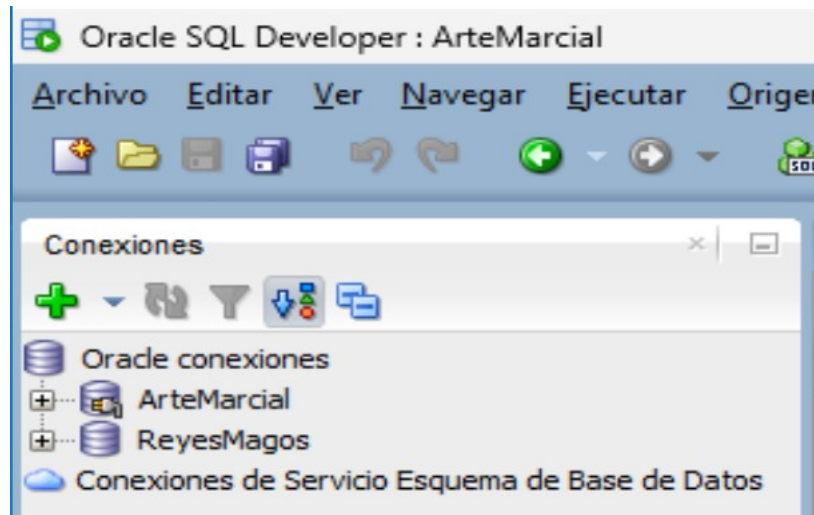 Oracle SQL Developer : ArteMarcial
Archivo Editar Ver Navegar Ejecutar
Conexiones
Oracle conexiones
ArteMarcial
ReyesMagos
Conexiones de Servicio Esquema de Base de Datos